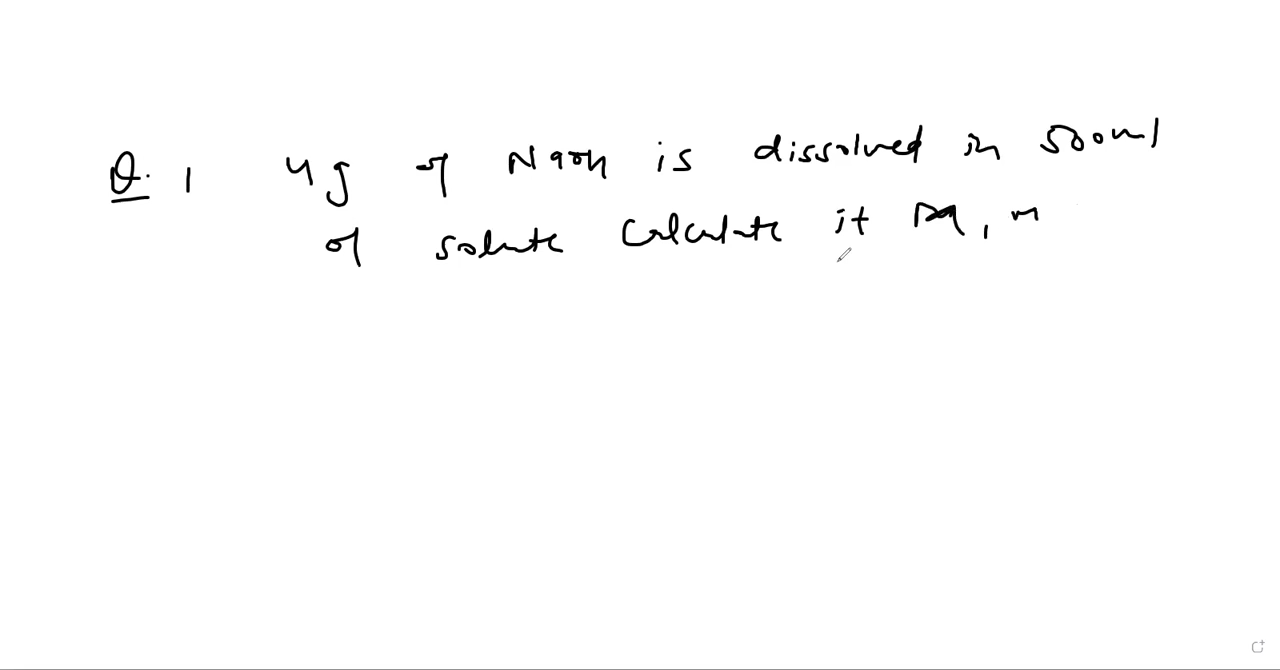 Q. 1 4g of NaOH is dissolved in 500ml
of solute calculate it M, m